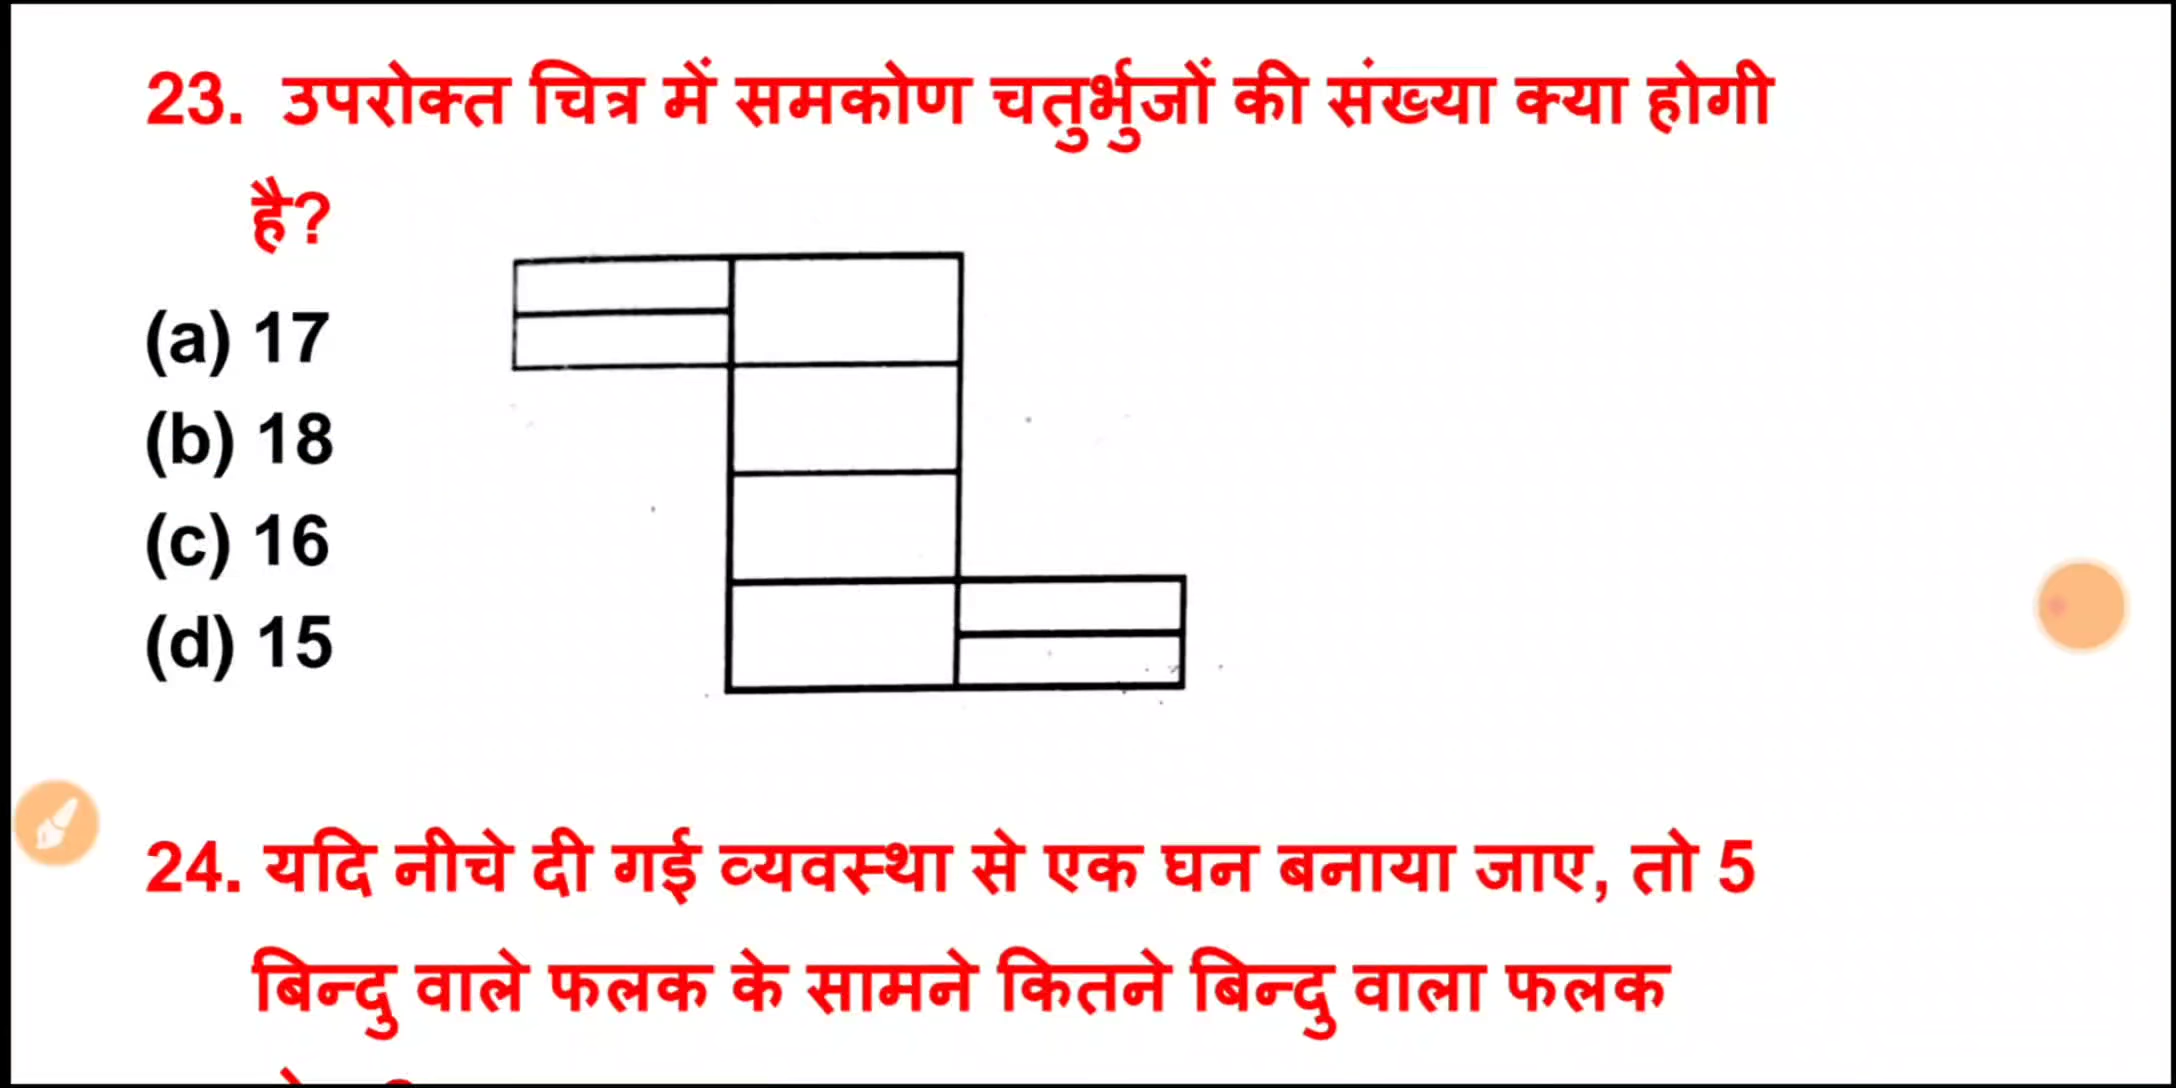 23. उपरोक्त चित्र में समकोण चतुर्भुजों की संख्या क्या होगी
है?
(a) 17
(b) 18
(c) 16
(d) 15
24. यदि नीचे दी गई व्यवस्था से एक घन बनाया जाए, तो 5
बिन्दु वाले फलक के सामने कितने बिन्दु वाला फलक